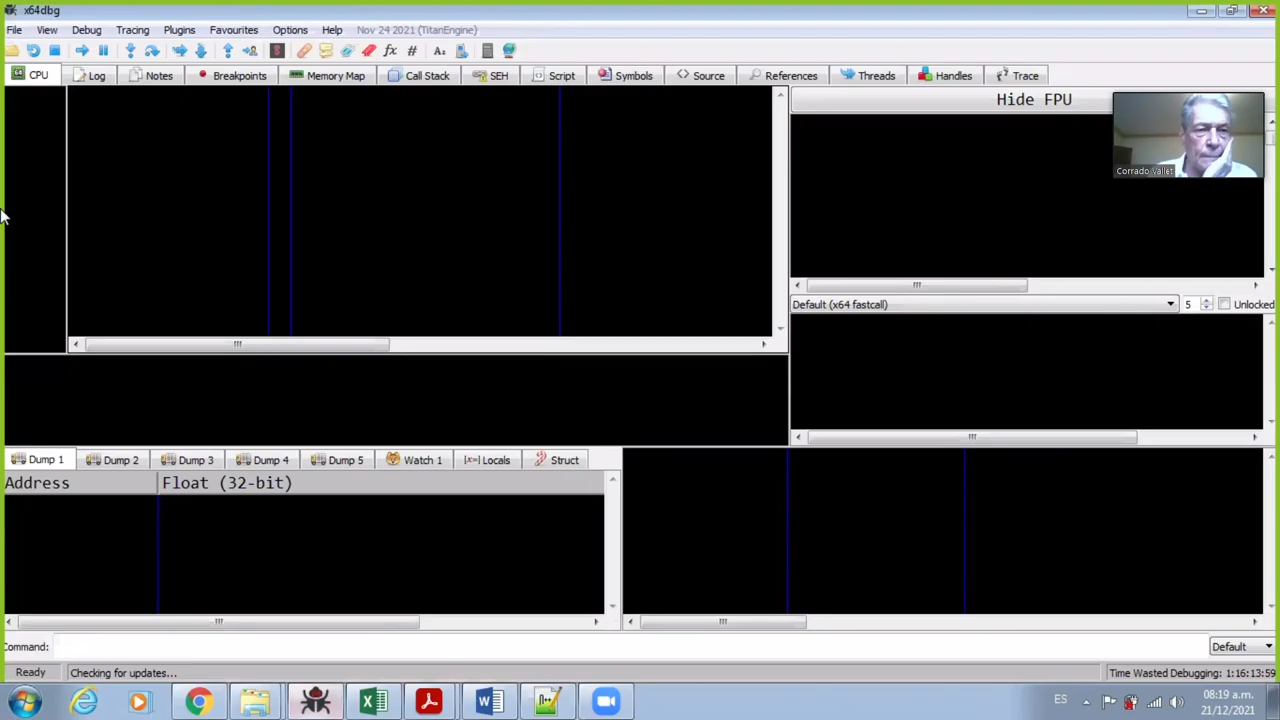 x64dbg
File View Debug Tracing Plugins Favourites Options Help Nov 24 2021 (TitanEngine)
CPU Log Notes Breakpoints Memory Map Call Stack SEH Script Symbols Source References Threads Handles Trace
Hide FPU
Corrado Vallet
Default (x64 fastcall) 5 Unlocked
Dump 1 Dump 2 Dump 3 Dump 4 Dump 5 Watch 1 Locals Struct
Address Float (32-bit)
Command: Default
Ready Checking for updates... Time Wasted Debugging: 1:16:13:59
ES 08:19 a.m.
21/12/2021